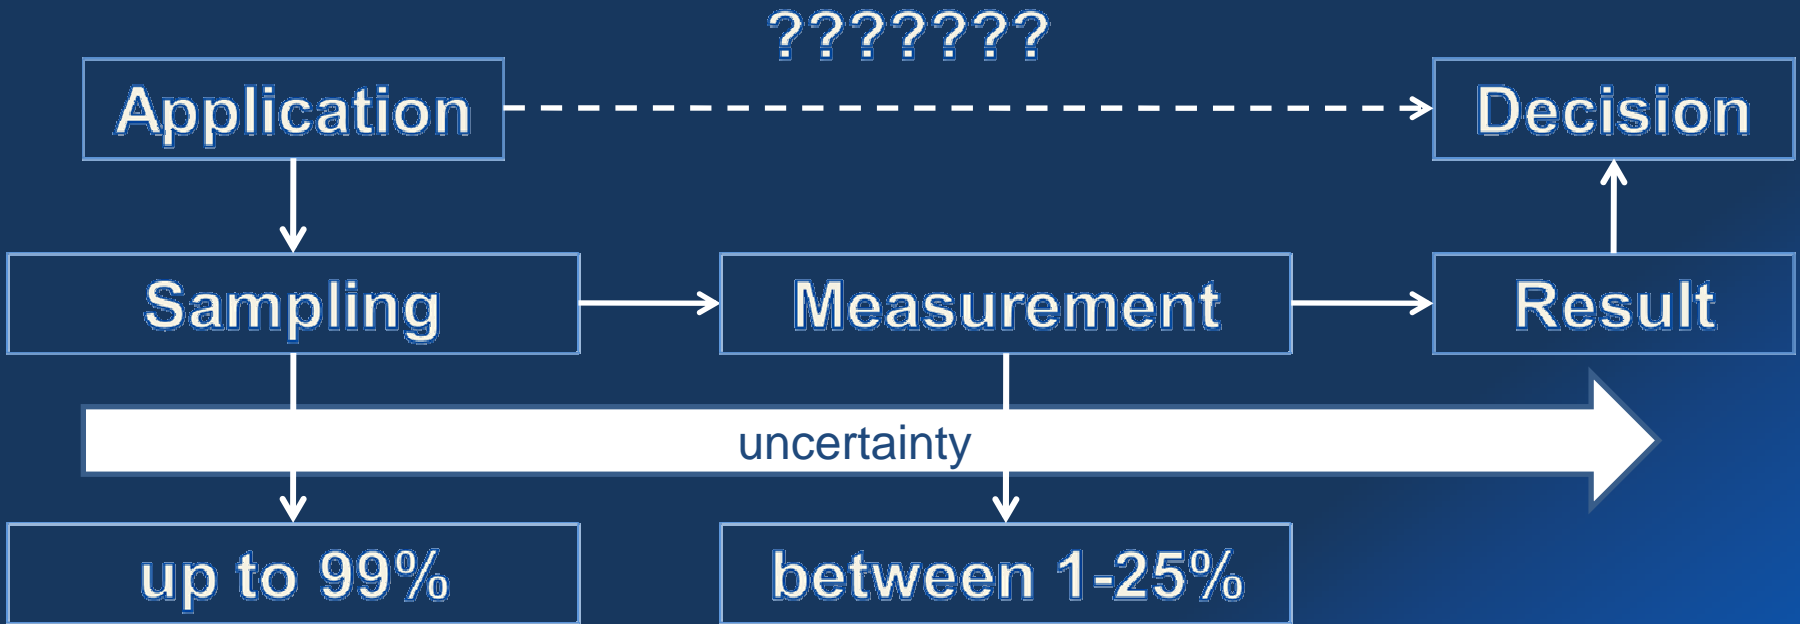 ???????
Application
Decision
Sampling
Measurement
Result
uncertainty
up to 99%
between 1-25%